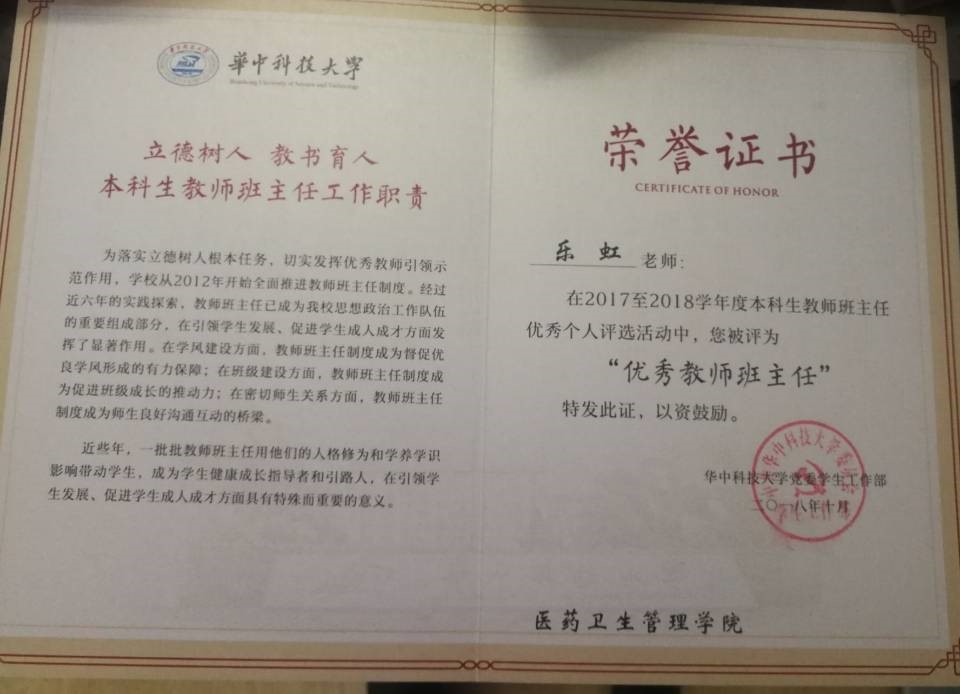 華中科技大学
Huazhong University of Science and Technology
立德树人 教书育人
本科生教师班主任工作职责
为落实立德树人根本任务，切实发挥优秀教师引领示
范作用，学校从2012年开始全面推进教师班主任制度。经过
近六年的实践探索，教师班主任已成为我校思想政治工作队伍
的重要组成部分，在引领学生发展、促进学生成人成才方面发
挥了显著作用。在学风建设方面，教师班主任制度成为督促优
良学风形成的有力保障；在班级建设方面，教师班主任制度成
为促进班级成长的推动力；在密切师生关系方面，教师班主任
制度成为师生良好沟通互动的桥梁。
近些年，一批批教师班主任用他们的人格修为和学养学识
影响带动学生，成为学生健康成长指导者和引路人，在引领学
生发展、促进学生成人成才方面具有特殊而重要的意义。
荣誉证书
CERTIFICATE OF HONOR
乐虹 老师：
在2017至2018学年度本科生教师班主任
优秀个人评选活动中，您被评为
“优秀教师班主任”
特发此证，以资鼓励。
华中科技大学党委学生工作部
二〇一八年十月
医药卫生管理学院